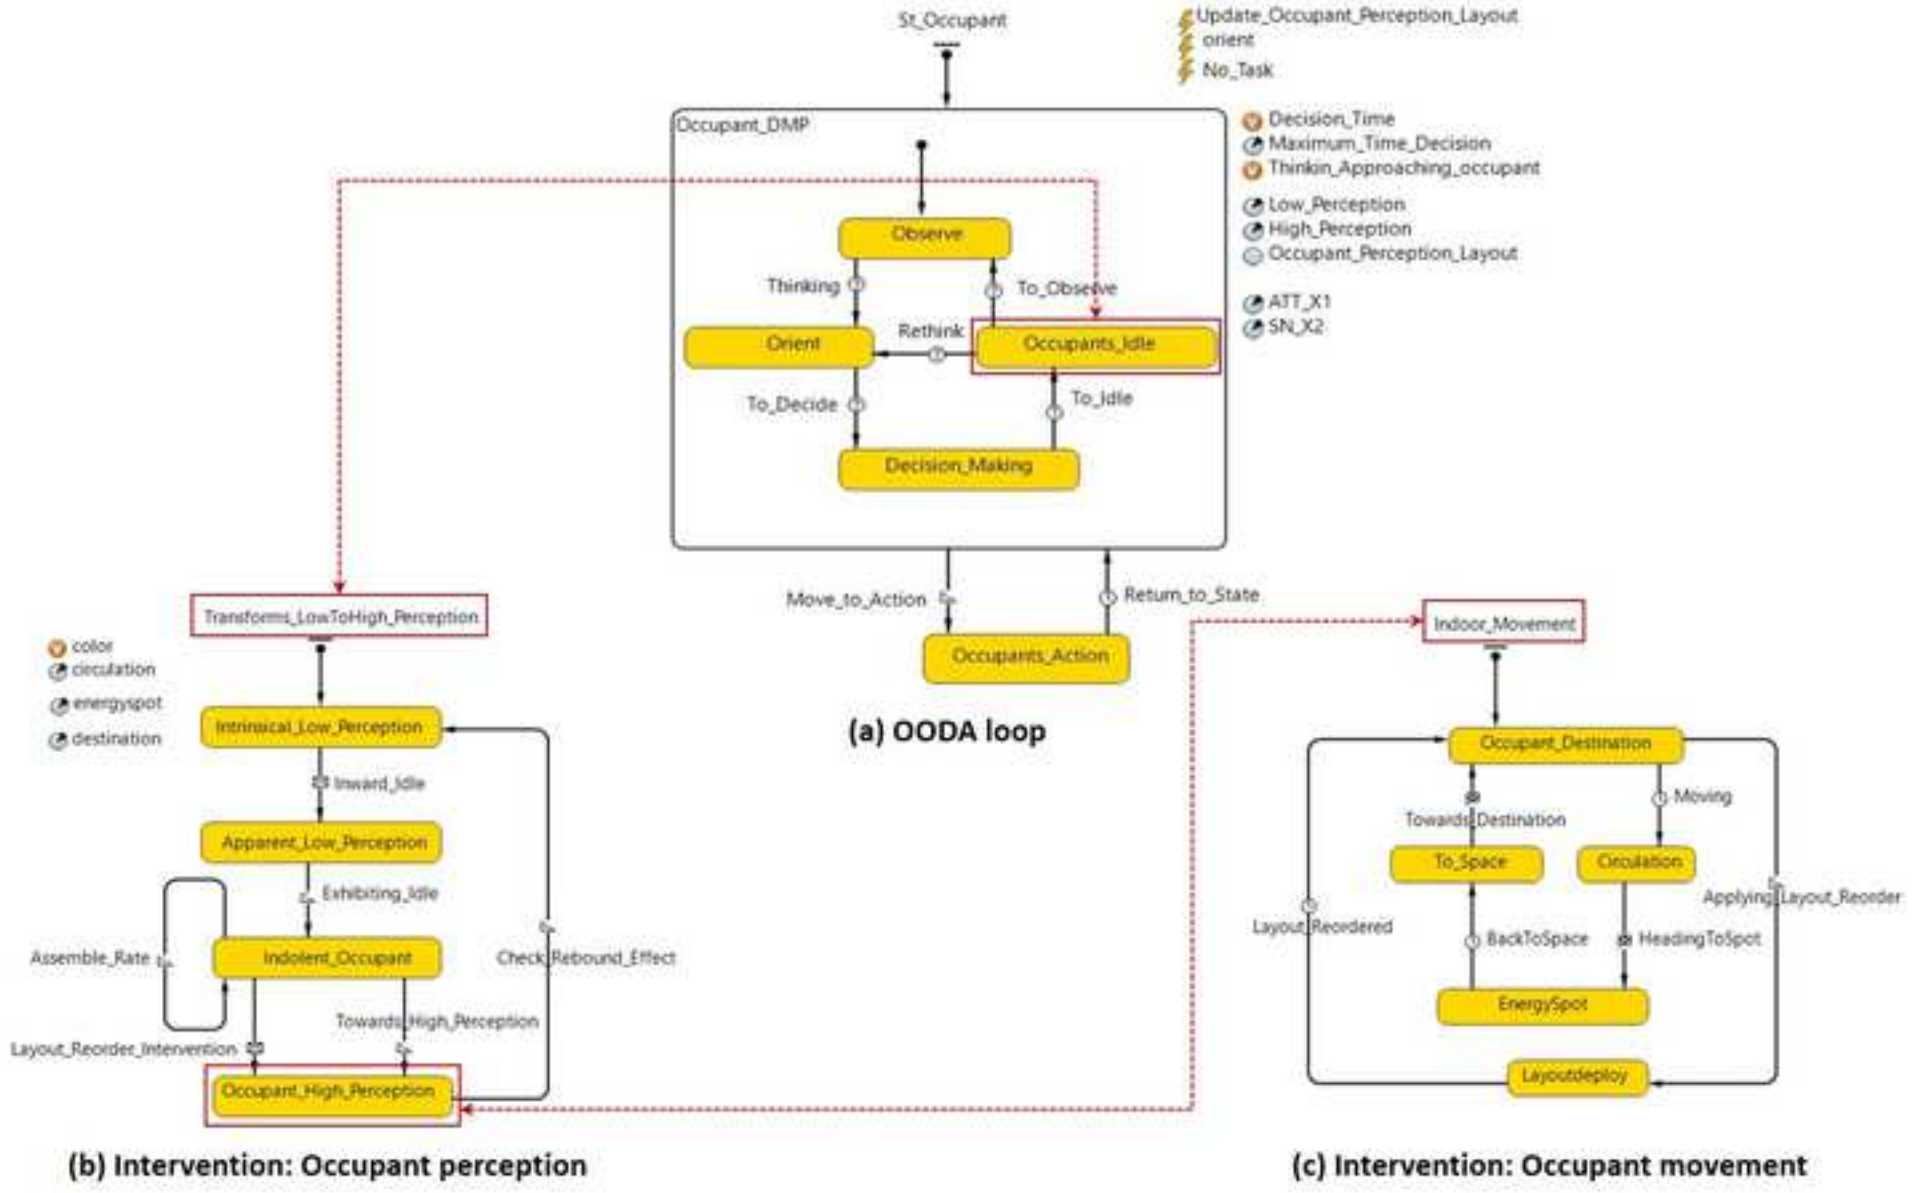 St_Occupant
Update_Occupant_Perception_Layout
orient
No_Task
Occupant_DMP
Decision_Time
Maximum_Time_Decision
Thinkin_Approaching_occupant
Low_Perception
High_Perception
Occupant_Perception_Layout
ATT_X1
SN_X2
Observe
Thinking
To_Observe
Rethink
Orient
Occupants_Idle
To_Decide
To_Idle
Decision_Making
Move_to_Action
Return_to_State
Occupants_Action
(a) OODA loop
Transforms_LowToHigh_Perception
color
circulation
energyspot
destination
Intrinsical_Low_Perception
Inward_Idle
Apparent_Low_Perception
Exhibiting_Idle
Assemble_Rate
Indolent_Occupant
Check_Rebound_Effect
Towards_High_Perception
Layout_Reorder_Intervention
Occupant_High_Perception
(b) Intervention: Occupant perception
Indoor_Movement
Occupant_Destination
Moving
Towards_Destination
To_Space
Circulation
Applying_Layout_Reorder
Layout_Reordered
BackToSpace
HeadingToSpot
EnergySpot
Layoutdeploy
(c) Intervention: Occupant movement